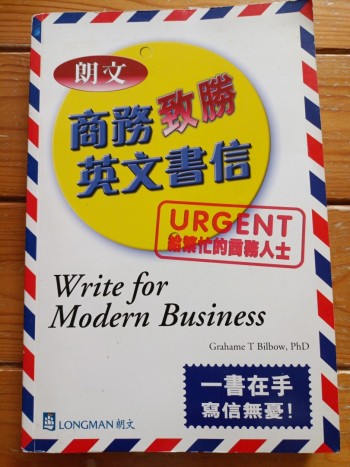 朗文
商務致勝
英文書信
URGENT
給繁忙的商務人士
Write for
Modern Business
Grahame T Bilbow, PhD
一書在手
寫信無憂!
LONGMAN 朗文